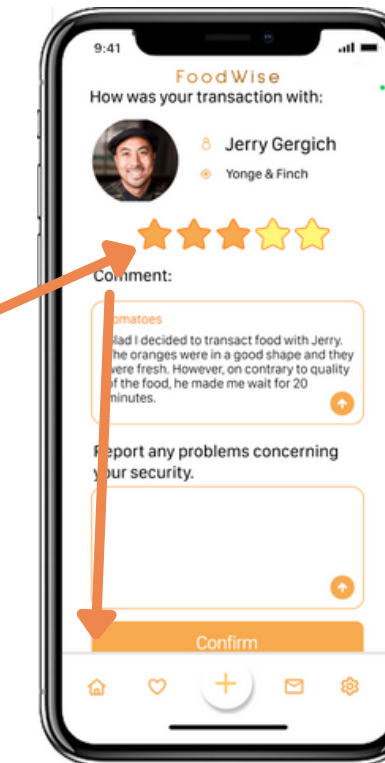 9:41
FoodWise
How was your transaction with:
Jerry Gergich
Yonge & Finch
Comment:
omatoes
lad I decided to transact food with Jerry.
he oranges were in a good shape and they
ere fresh. However, on contrary to quality
f the food, he made me wait for 20
minutes.
Report any problems concerning
your security.
Confirm